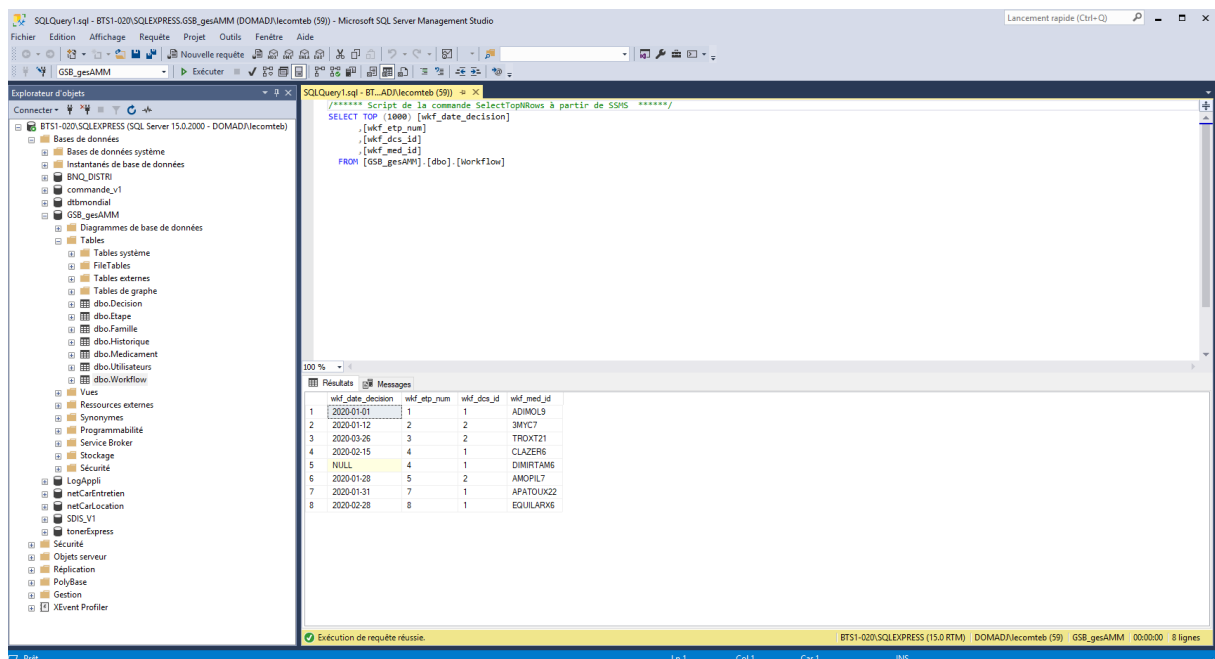 SQLQuery1.sql - BTS1-020\SQLEXPRESS.GSB_gesAMM (DOMADJ\lecomteb (59)) - Microsoft SQL Server Management Studio
Lancement rapide (Ctrl+Q)
Fichier Edition Affichage Requête Projet Outils Fenêtre Aide
Nouvelle requête
GSB_gesAMM
Exécuter
Explorateur d'objets
Connecter
BTS1-020\SQLEXPRESS (SQL Server 15.0.2000 - DOMADJ\lecomteb)
Bases de données
Bases de données système
Instantanés de base de données
BNQ_DISTRI
commande_v1
dtbmondial
GSB_gesAMM
Diagrammes de base de données
Tables
Tables système
FileTables
Tables externes
Tables de graphe
dbo.Decision
dbo.Etape
dbo.Famille
dbo.Historique
dbo.Medicament
dbo.Utilisateurs
dbo.Workflow
Vues
Ressources externes
Synonymes
Programmabilité
Service Broker
Stockage
Sécurité
LogAppli
netCarEntretien
netCarLocation
SDIS_V1
tonerExpress
Sécurité
Objets serveur
Réplication
PolyBase
Gestion
XEvent Profiler
SQLQuery1.sql - BT...ADJ\lecomteb (59))
/****** Script de la commande SelectTopNRows à partir de SSMS ******/
SELECT TOP (1000) [wkf_date_decision]
,[wkf_etp_num]
,[wkf_dcs_id]
,[wkf_med_id]
FROM [GSB_gesAMM].[dbo].[Workflow]
100 %
Résultats Messages
wkf_date_decision wkf_etp_num wkf_dcs_id wkf_med_id
1 2020-01-01 1 1 ADIMOL9
2 2020-01-12 2 2 3MYC7
3 2020-03-26 3 2 TROXT21
4 2020-02-15 4 1 CLAZER6
5 NULL 4 1 DIMIRTAM6
6 2020-01-28 5 2 AMOPIL7
7 2020-01-31 7 1 APATOUX22
8 2020-02-28 8 1 EQUILARX6
Exécution de requête réussie.
BTS1-020\SQLEXPRESS (15.0 RTM) DOMADJ\lecomteb (59) GSB_gesAMM 00:00:00 8 lignes
Prêt Ln 1 Col 1 Car 1 INS